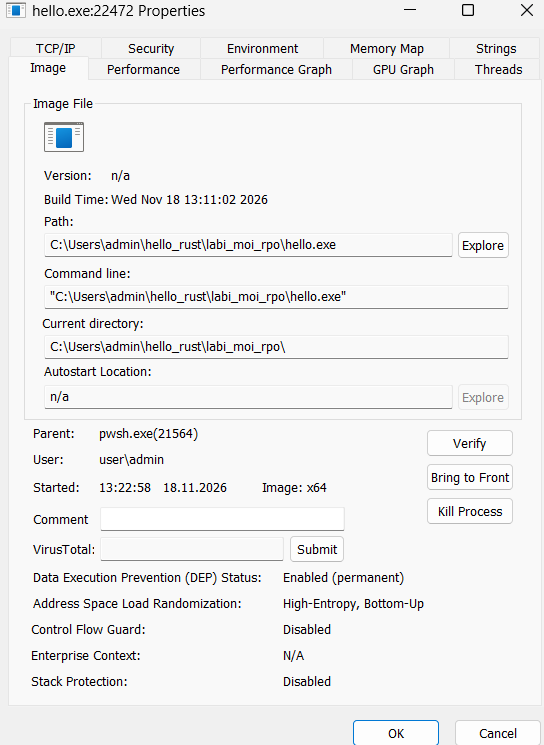 hello.exe:22472 Properties
TCP/IP Security Environment Memory Map Strings
Image Performance Performance Graph GPU Graph Threads
Image File
Version: n/a
Build Time: Wed Nov 18 13:11:02 2026
Path:
C:\Users\admin\hello_rust\labi_moi_rpo\hello.exe Explore
Command line:
"C:\Users\admin\hello_rust\labi_moi_rpo\hello.exe"
Current directory:
C:\Users\admin\hello_rust\labi_moi_rpo\
Autostart Location:
n/a Explore
Parent: pwsh.exe(21564) Verify
User: user\admin
Bring to Front
Started: 13:22:58 18.11.2026 Image: x64
Kill Process
Comment
VirusTotal: Submit
Data Execution Prevention (DEP) Status: Enabled (permanent)
Address Space Load Randomization: High-Entropy, Bottom-Up
Control Flow Guard: Disabled
Enterprise Context: N/A
Stack Protection: Disabled
OK Cancel